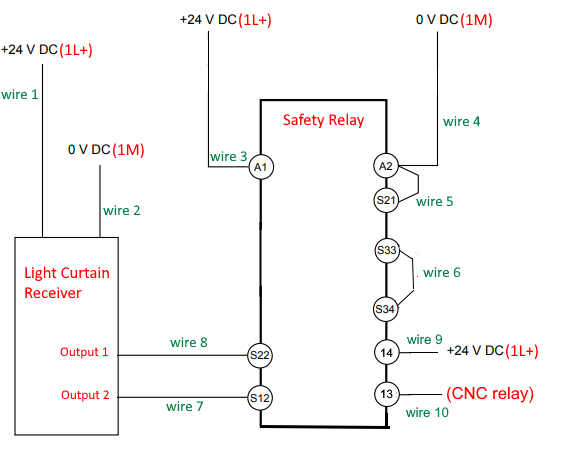 +24 V DC(1L+)
0 V DC(1M)
+24 V DC(1L+)
wire 1
Safety Relay
wire 4
0 V DC(1M)
wire 3
A1
A2
S21
wire 5
wire 2
S33
wire 6
Light Curtain
Receiver
S34
wire 8
wire 9
Output 1
S22
14
+24 V DC(1L+)
Output 2
S12
13
(CNC relay)
wire 7
wire 10